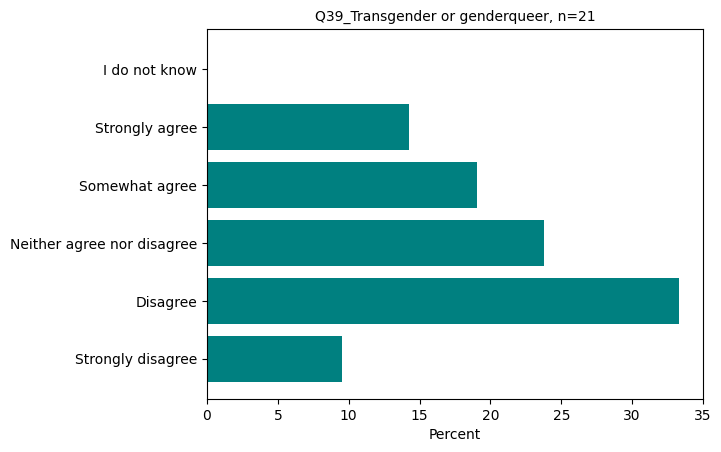 Q39_Transgender or genderqueer, n=21
I do not know
Strongly agree
Somewhat agree
Neither agree nor disagree
Disagree
Strongly disagree
0 5 10 15 20 25 30 35
Percent